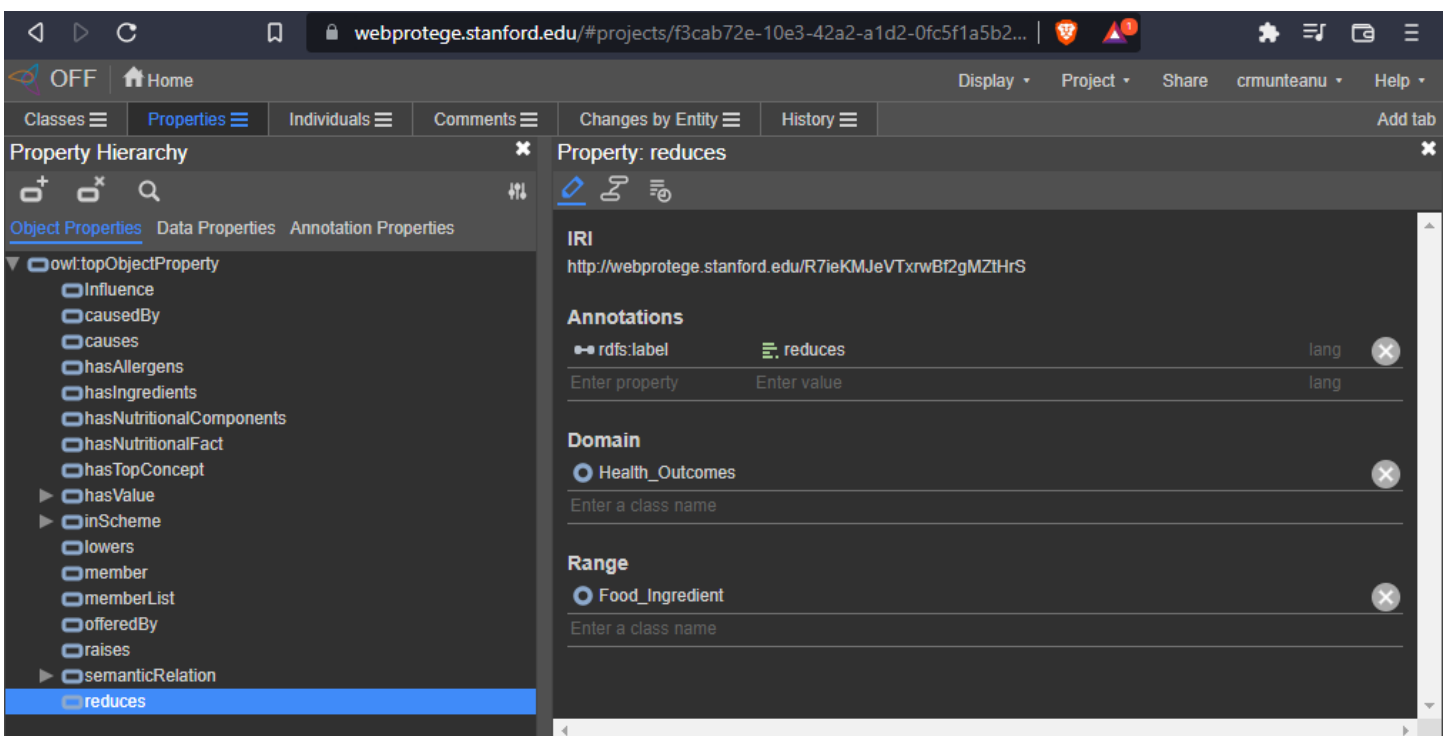 webprotege.stanford.edu/#projects/f3cab72e-10e3-42a2-a1d2-0fc5f1a5b2... 1
OFF Home Display Project Share crmunteanu Help
Classes Properties Individuals Comments Changes by Entity History Add tab
Property Hierarchy
Object Properties Data Properties Annotation Properties
owl:topObjectProperty
Influence
causedBy
causes
hasAllergens
hasIngredients
hasNutritionalComponents
hasNutritionalFact
hasTopConcept
hasValue
inScheme
lowers
member
memberList
offeredBy
raises
semanticRelation
reduces
Property: reduces
IRI
http://webprotege.stanford.edu/R7ieKMJeVTxrwBf2gMZtHrS
Annotations
rdfs:label reduces lang
Enter property Enter value lang
Domain
Health_Outcomes
Enter a class name
Range
Food_Ingredient
Enter a class name